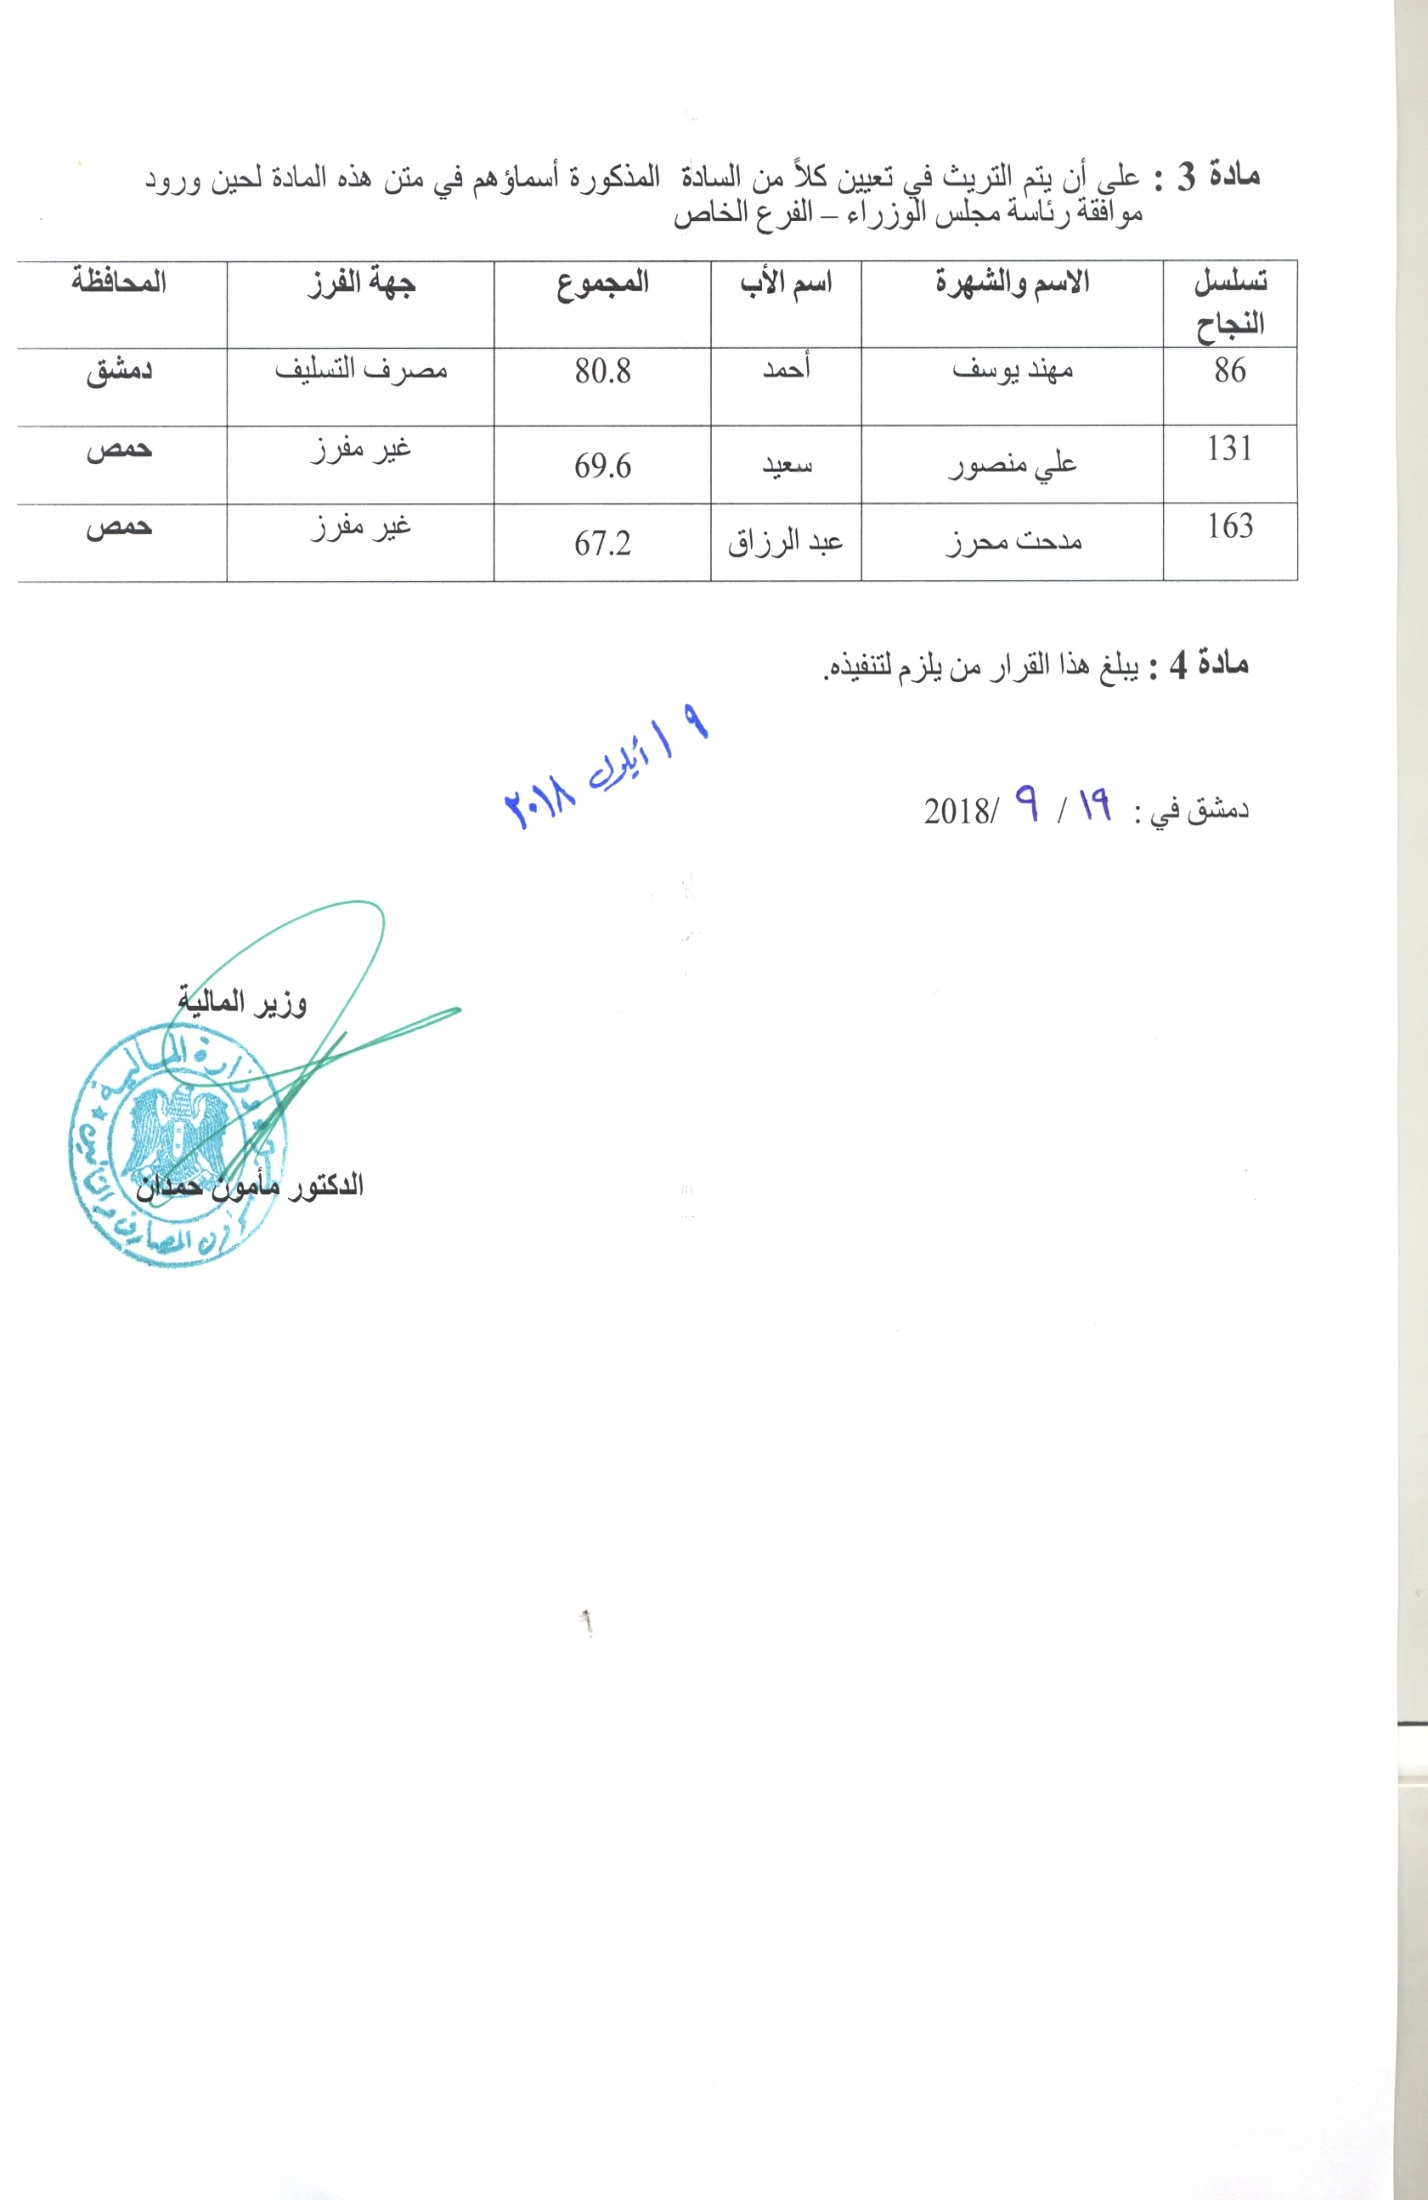 مادة 3 : على أن يتم التريث في تعيين كلاً من السادة المذكورة أسماؤهم في متن هذه المادة لحين ورود
موافقة رئاسة مجلس الوزراء – الفرع الخاص
تسلسل النجاح الاسم والشهرة اسم الأب المجموع جهة الفرز المحافظة
86 مهند يوسف أحمد 80.8 مصرف التسليف دمشق
131 علي منصور سعيد 69.6 غير مفرز حمص
163 مدحت محرز عبد الرزاق 67.2 غير مفرز حمص
مادة 4 : يبلغ هذا القرار من يلزم لتنفيذه.
١٩ أيلول ٢٠١٨
دمشق في : ١٩ / ٩ /2018
وزير المالية
وزارة المالية
الدكتور مأمون حمدان
المصارف والتأمين